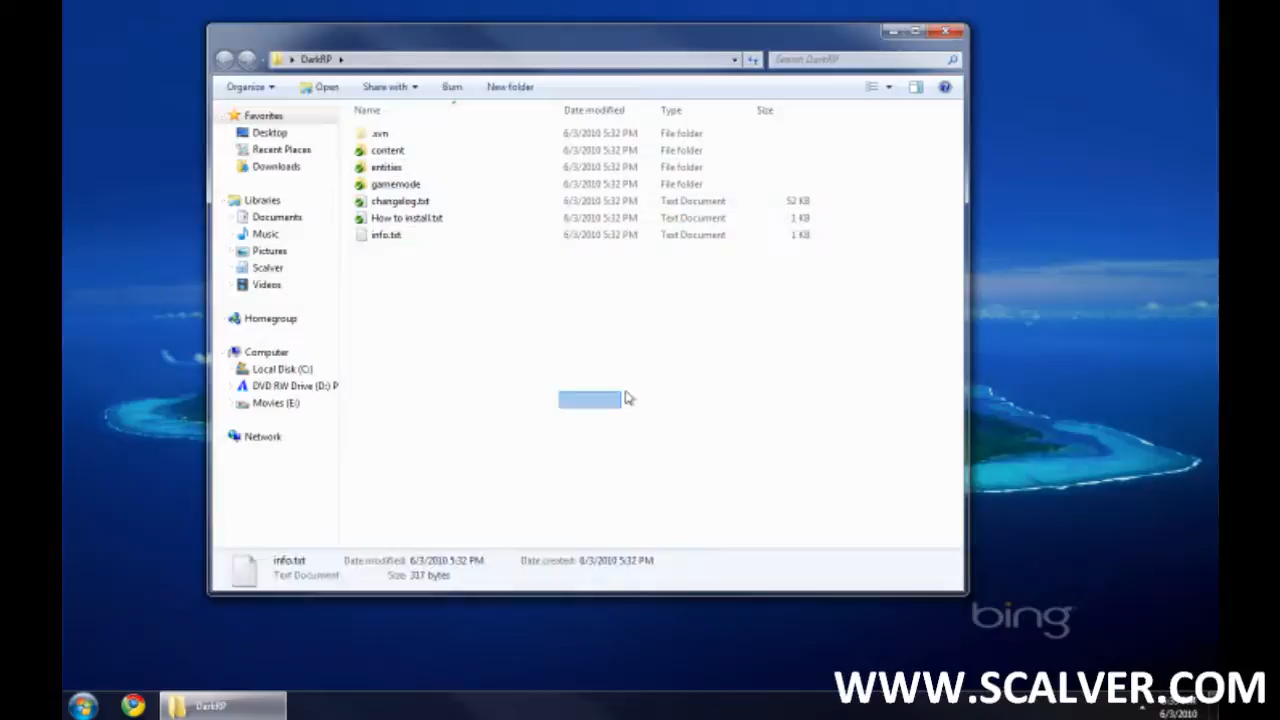 DarkRP
Search DarkRP
Organize
Open
Share with
Burn
New folder
Name
Date modified
Type
Size
Favorites
Desktop
Recent Places
Downloads
Libraries
Documents
Music
Pictures
Scalver
Videos
Homegroup
Computer
Local Disk (C:)
DVD RW Drive (D:) P
Movies (E:)
Network
.svn 6/3/2010 5:32 PM File folder
content 6/3/2010 5:32 PM File folder
entities 6/3/2010 5:32 PM File folder
gamemode 6/3/2010 5:32 PM File folder
changelog.txt 6/3/2010 5:32 PM Text Document 52 KB
How to install.txt 6/3/2010 5:32 PM Text Document 1 KB
info.txt 6/3/2010 5:32 PM Text Document 1 KB
info.txt Date modified: 6/3/2010 5:32 PM Date created: 6/3/2010 5:32 PM
Text Document Size: 317 bytes
bing
WWW.SCALVER.COM
DarkRP
6/3/2010